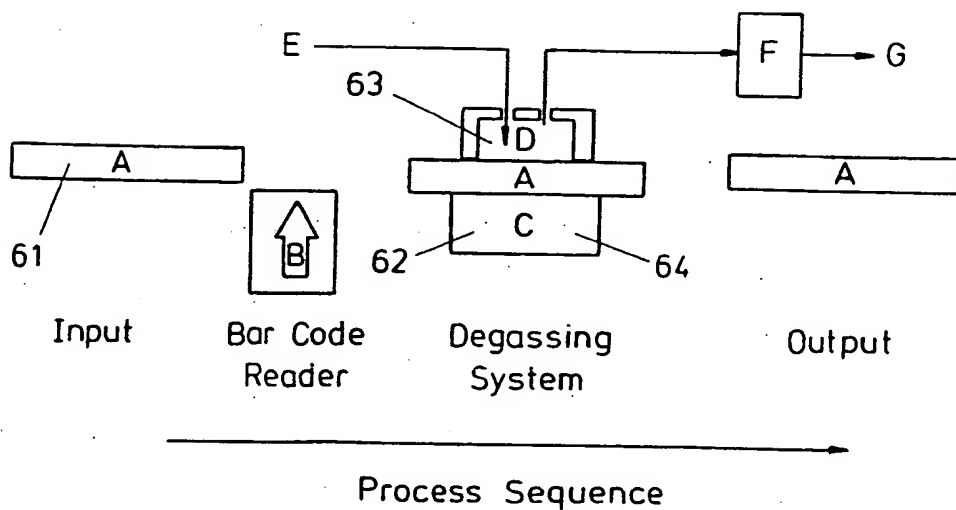 E
F
G
63
D
A
A
A
C
62
64
61
B
Input
Bar Code
Reader
Degassing
System
Output
Process Sequence